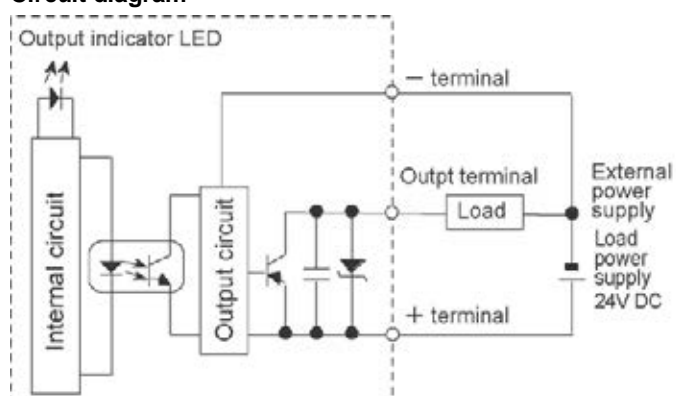 Circuit diagram
Output indicator LED
− terminal
Outpt terminal
External
power
supply
Load
Load
power
supply
24V DC
+ terminal
Internal circuit
Output circuit